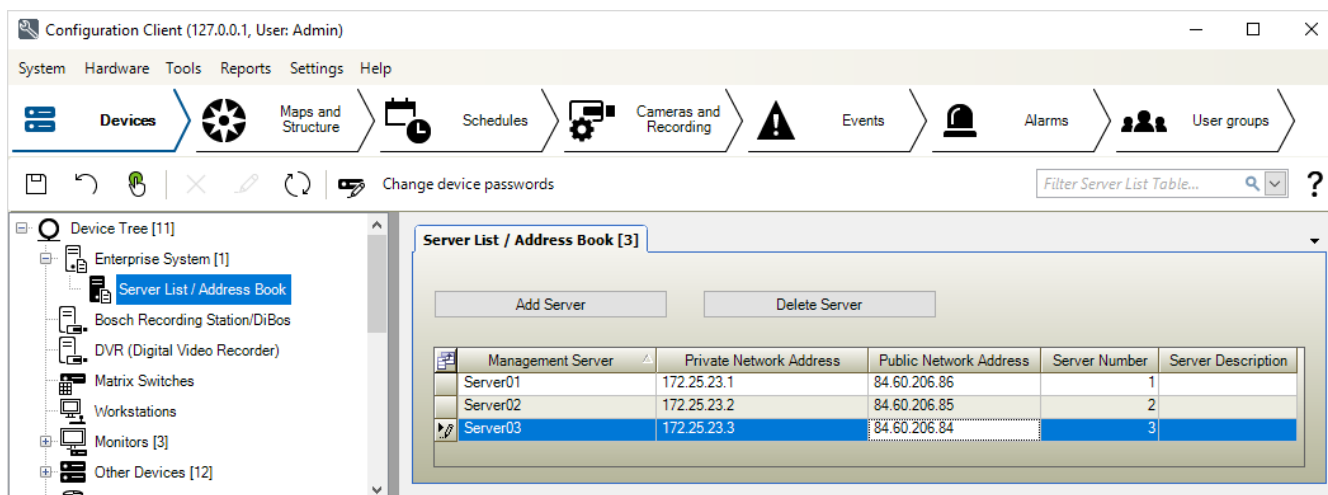 Configuration Client (127.0.0.1, User: Admin)
System Hardware Tools Reports Settings Help
Devices
Maps and
Structure
Schedules
Cameras and
Recording
Events
Alarms
User groups
Change device passwords
Filter Server List Table...
?
Device Tree [11]
Enterprise System [1]
Server List / Address Book
Bosch Recording Station/DiBos
DVR (Digital Video Recorder)
Matrix Switches
Workstations
Monitors [3]
Other Devices [12]
Server List / Address Book [3]
Add Server Delete Server
Management Server Private Network Address Public Network Address Server Number Server Description
Server01 172.25.23.1 84.60.206.86 1
Server02 172.25.23.2 84.60.206.85 2
Server03 172.25.23.3 84.60.206.84 3